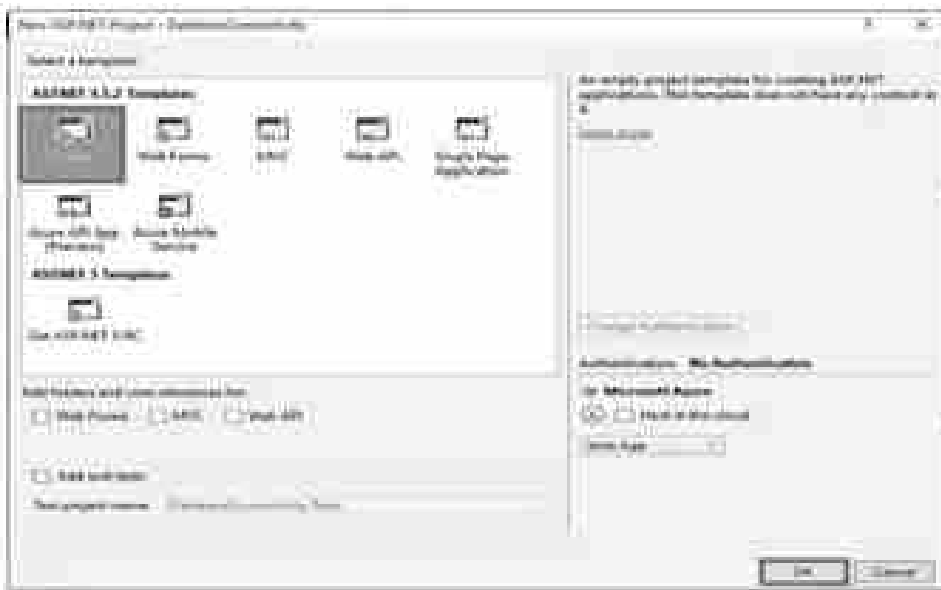 New ASP.NET Project - DatabaseConnectivity
Select a template:
ASP.NET 4.5.2 Templates
Web Forms
MVC
Web API
Single Page
Application
Azure API App
(Preview)
Azure Mobile
Service
ASP.NET 5 Templates
Get ASP.NET 5 RC
Add folders and core references for:
Web Forms
MVC
Web API
Add unit tests
Test project name:
An empty project template for creating ASP.NET
applications. This template does not have any content in
it.
Learn more
Change Authentication
Authentication: No Authentication
Microsoft Azure
Host in the cloud
Web App
OK
Cancel